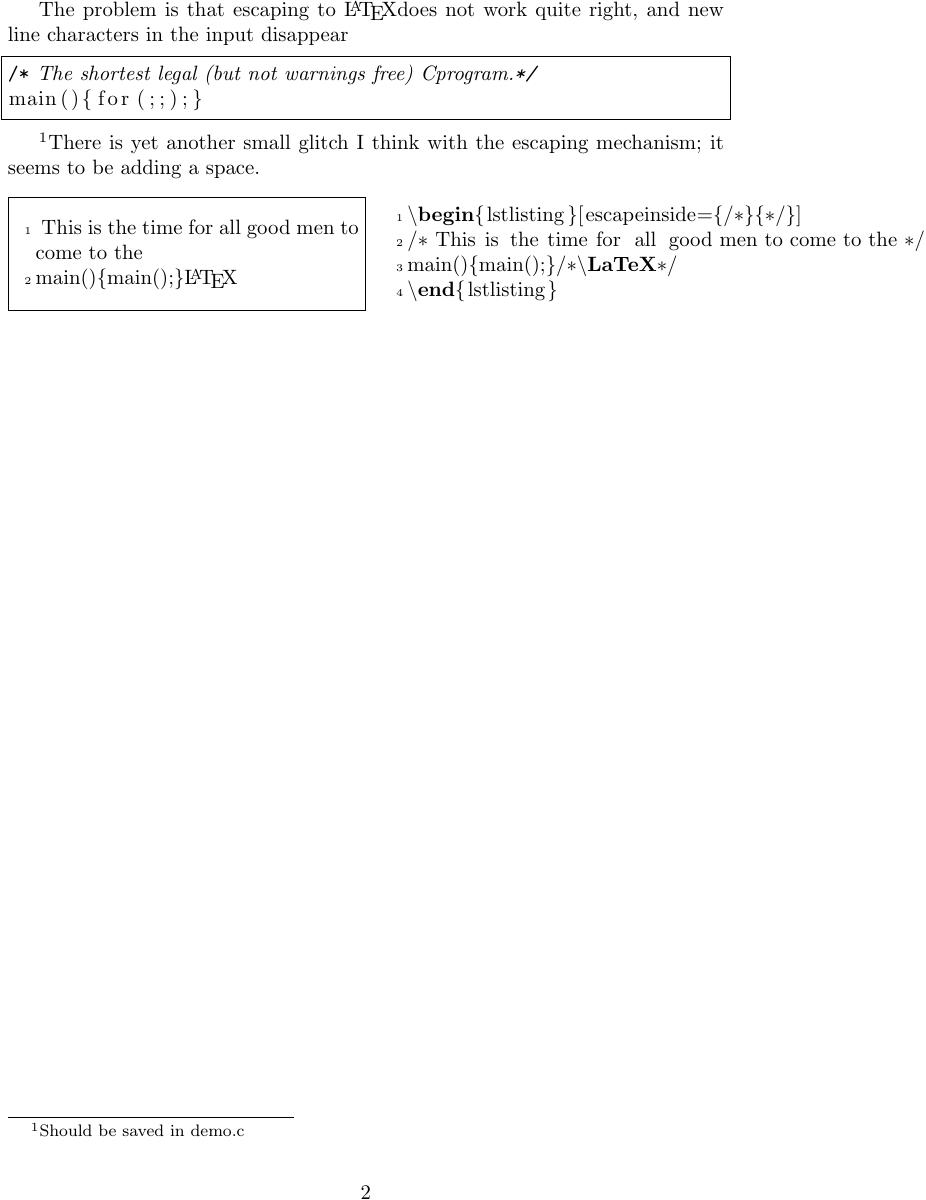 The problem is that escaping to LATEXdoes not work quite right, and new
line characters in the input disappear
/* The shortest legal (but not warnings free) Cprogram.*/
main(){ for (;;);}
1There is yet another small glitch I think with the escaping mechanism; it
seems to be adding a space.
1 This is the time for all good men to
come to the
2 main(){main();}LATEX
1 \begin{lstlisting}[escapeinside={/*}{*/}]
2 /* This is the time for all good men to come to the */
3 main(){main();}/*\LaTeX*/
4 \end{lstlisting}
1Should be saved in demo.c
2